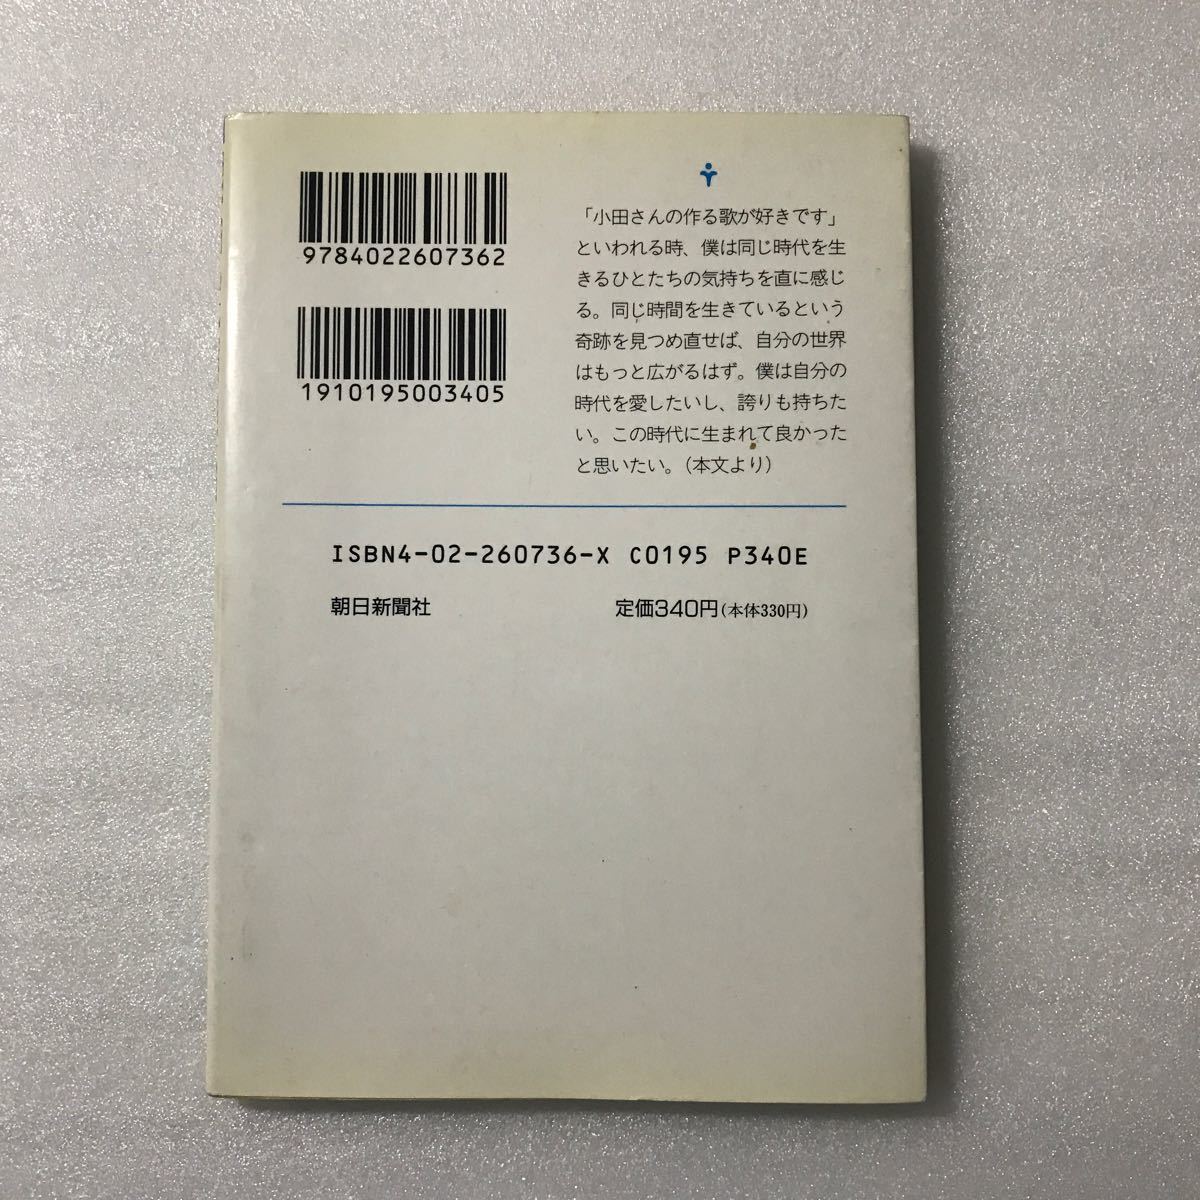 9784022607362
1910195003405
「小田さんの作る歌が好きです」
といわれる時、僕は同じ時代を生
きるひとたちの気持ちを直に感じ
る。同じ時間を生きているという
奇跡を見つめ直せば、自分の世界
はもっと広がるはず。僕は自分の
時代を愛したいし、誇りも持ちた
い。この時代に生まれて良かった
と思いたい。（本文より）
ISBN4-02-260736-X C0195 P340E
朝日新聞社 定価340円(本体330円)